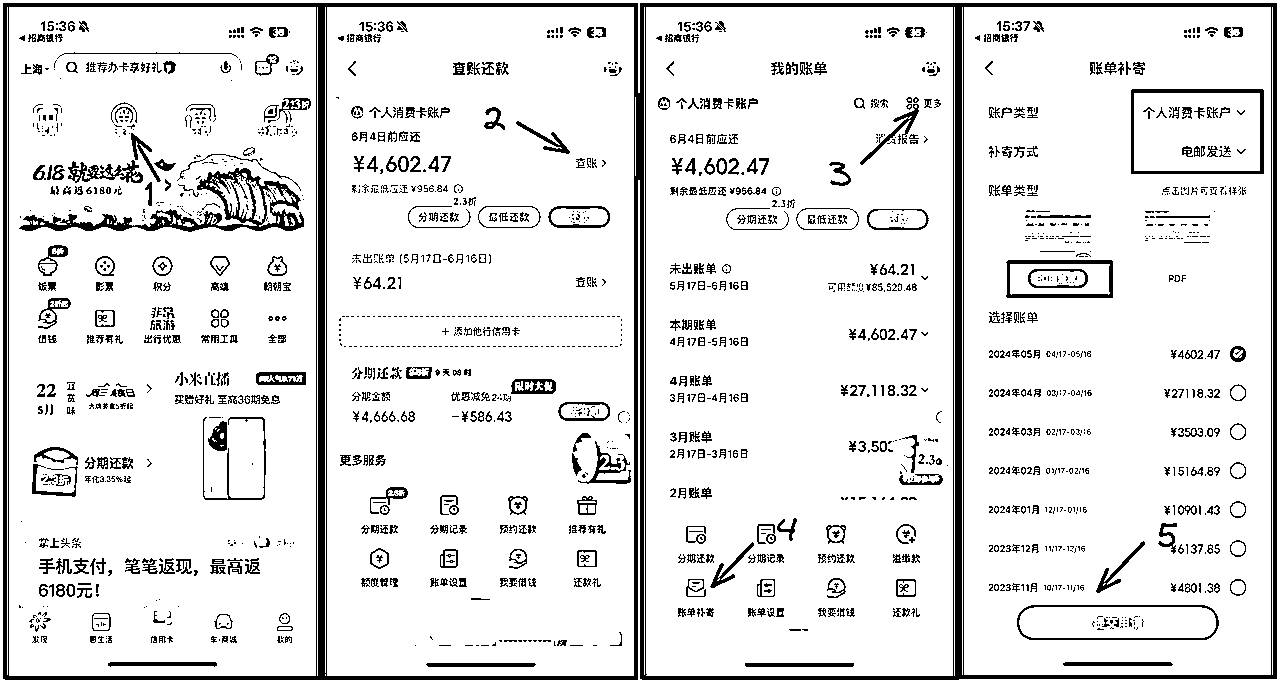 15:36
招商银行
上海
推荐办卡享好礼
12
6.18就要这么花
最高返6180元
1
饭票
影票
积分
高端
朝朝宝
借钱
推荐有礼
出行优惠
常用工具
全部
22
5月
小米直播
买赠好礼 至高36期免息
分期还款
年化3.35%起
掌上头条
手机支付，笔笔返现，最高返
6180元！
发现
惠生活
信用卡
车·商城
我的
15:36
招商银行
查账还款
个人消费卡账户
2
6月4日前应还
¥4,602.47
查账
剩余最低应还 ¥956.84
2.3折
分期还款
最低还款
未出账单 (5月17日-6月16日)
¥64.21
查账
+ 添加他行信用卡
分期还款
9天
限时大促
分期金额
优惠减免
¥4,666.68
-¥586.43
更多服务
分期还款
分期记录
预约还款
推荐有礼
额度管理
账单设置
我要借钱
还款礼
15:36
招商银行
我的账单
个人消费卡账户
搜索
更多
6月4日前应还
消费报告
¥4,602.47
3
剩余最低应还 ¥956.84
2.3折
分期还款
最低还款
未出账单
¥64.21
5月17日-6月16日
可用额度¥85,520.48
本期账单
¥4,602.47
4月17日-5月16日
4月账单
¥27,118.32
3月17日-4月16日
3月账单
¥3,503
2月17日-3月16日
2月账单
4
分期还款
分期记录
预约还款
溢缴款
账单补寄
账单设置
我要借钱
还款礼
15:37
招商银行
账单补寄
账户类型
个人消费卡账户
补寄方式
电邮发送
账单类型
点击图片可查看样张
PDF
选择账单
2024年05月 04/17-05/16 ¥4602.47
2024年04月 03/17-04/16 ¥27118.32
2024年03月 02/17-03/16 ¥3503.09
2024年02月 01/17-02/16 ¥15164.89
2024年01月 12/17-01/16 ¥10901.43
5
2023年12月 11/17-12/16 ¥6137.85
2023年11月 10/17-11/16 ¥4801.38
提交申请